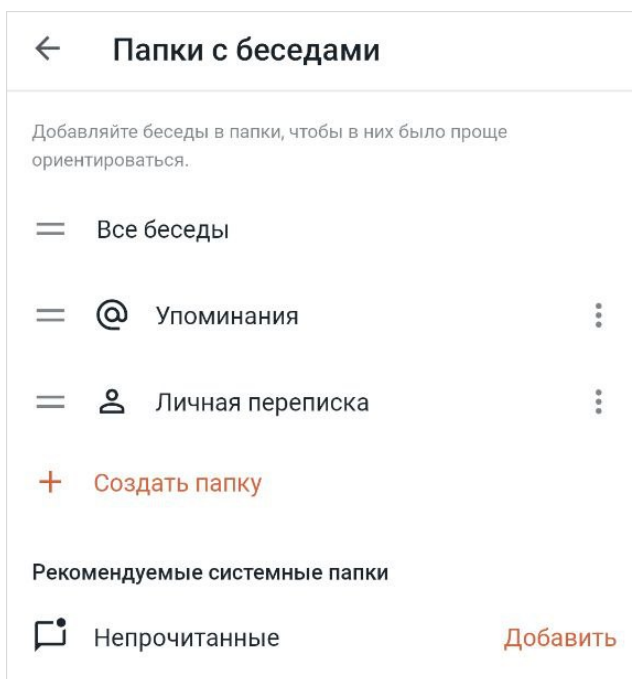 Папки с беседами
Добавляйте беседы в папки, чтобы в них было проще
ориентироваться.
Все беседы
Упоминания
Личная переписка
+ Создать папку
Рекомендуемые системные папки
Непрочитанные Добавить